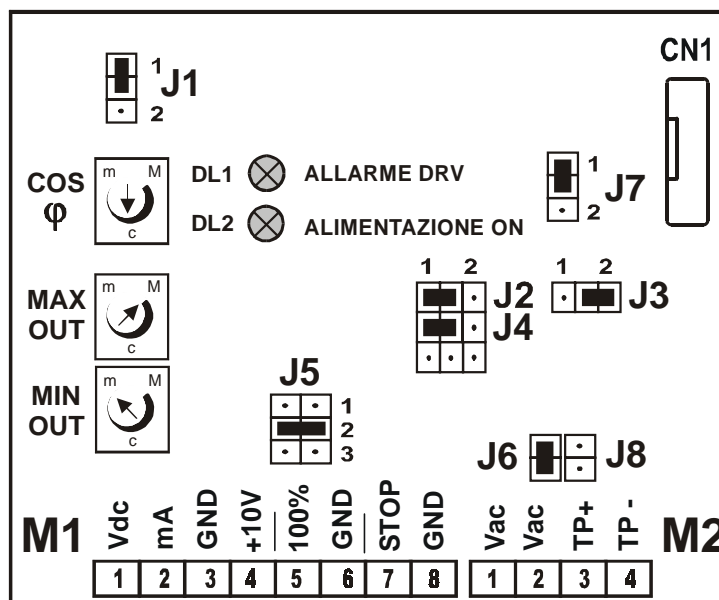 CN1
1
J1
2
m M
COS
φ
c
DL1 ALLARME DRV
DL2 ALIMENTAZIONE ON
1
J7
2
1 2
J2
J4
1 2
J3
m M
MAX
OUT
c
m M
MIN
OUT
c
J5
1
2
3
J6 J8
M1 Vdc mA GND +10V 100% GND STOP GND Vac Vac TP+ TP - M2
1 2 3 4 5 6 7 8 1 2 3 4